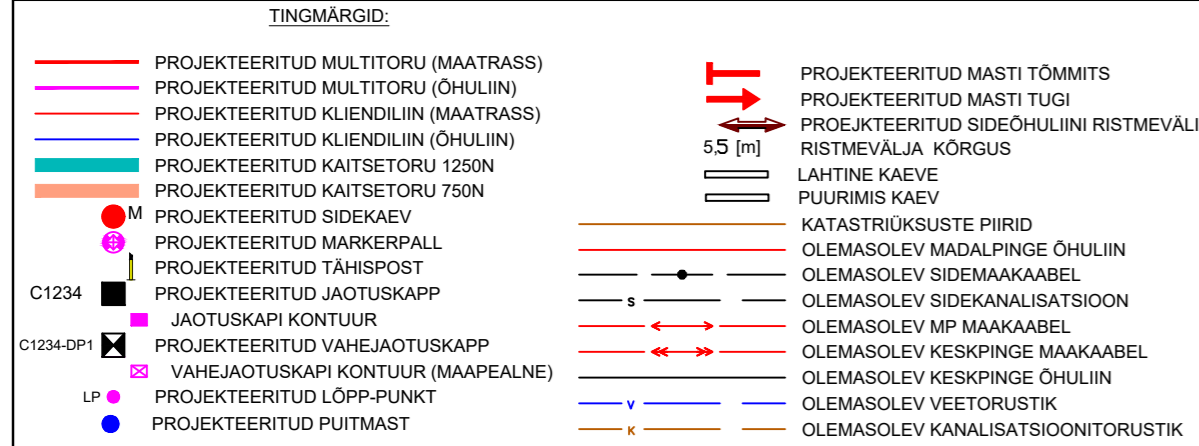 TINGMÄRGID:
PROJEKTEERITUD MULTITORU (MAATRASS)
PROJEKTEERITUD MULTITORU (ÕHULIIN)
PROJEKTEERITUD KLIENDILIIN (MAATRASS)
PROJEKTEERITUD KLIENDILIIN (ÕHULIIN)
PROJEKTEERITUD KAITSETORU 1250N
PROJEKTEERITUD KAITSETORU 750N
M PROJEKTEERITUD SIDEKAEV
PROJEKTEERITUD MARKERPALL
PROJEKTEERITUD TÄHISPOST
C1234 PROJEKTEERITUD JAOTUSKAPP
JAOTUSKAPI KONTUUR
C1234-DP1 PROJEKTEERITUD VAHEJAOTUSKAPP
VAHEJAOTUSKAPI KONTUUR (MAAPEALNE)
LP PROJEKTEERITUD LÕPP-PUNKT
PROJEKTEERITUD PUITMAST
PROJEKTEERITUD MASTI TÕMMITS
PROJEKTEERITUD MASTI TUGI
PROEJKTEERITUD SIDEÕHULIINI RISTMEVÄLI
5,5 [m] RISTMEVÄLJA KÕRGUS
LAHTINE KAEVE
PUURIMIS KAEV
KATASTRIÜKSUSTE PIIRID
OLEMASOLEV MADALPINGE ÕHULIIN
OLEMASOLEV SIDEMAAKAABEL
S OLEMASOLEV SIDEKANALISATSIOON
OLEMASOLEV MP MAAKAABEL
OLEMASOLEV KESKPINGE MAAKAABEL
OLEMASOLEV KESKPINGE ÕHULIIN
V OLEMASOLEV VEETORUSTIK
K OLEMASOLEV KANALISATSIOONITORUSTIK